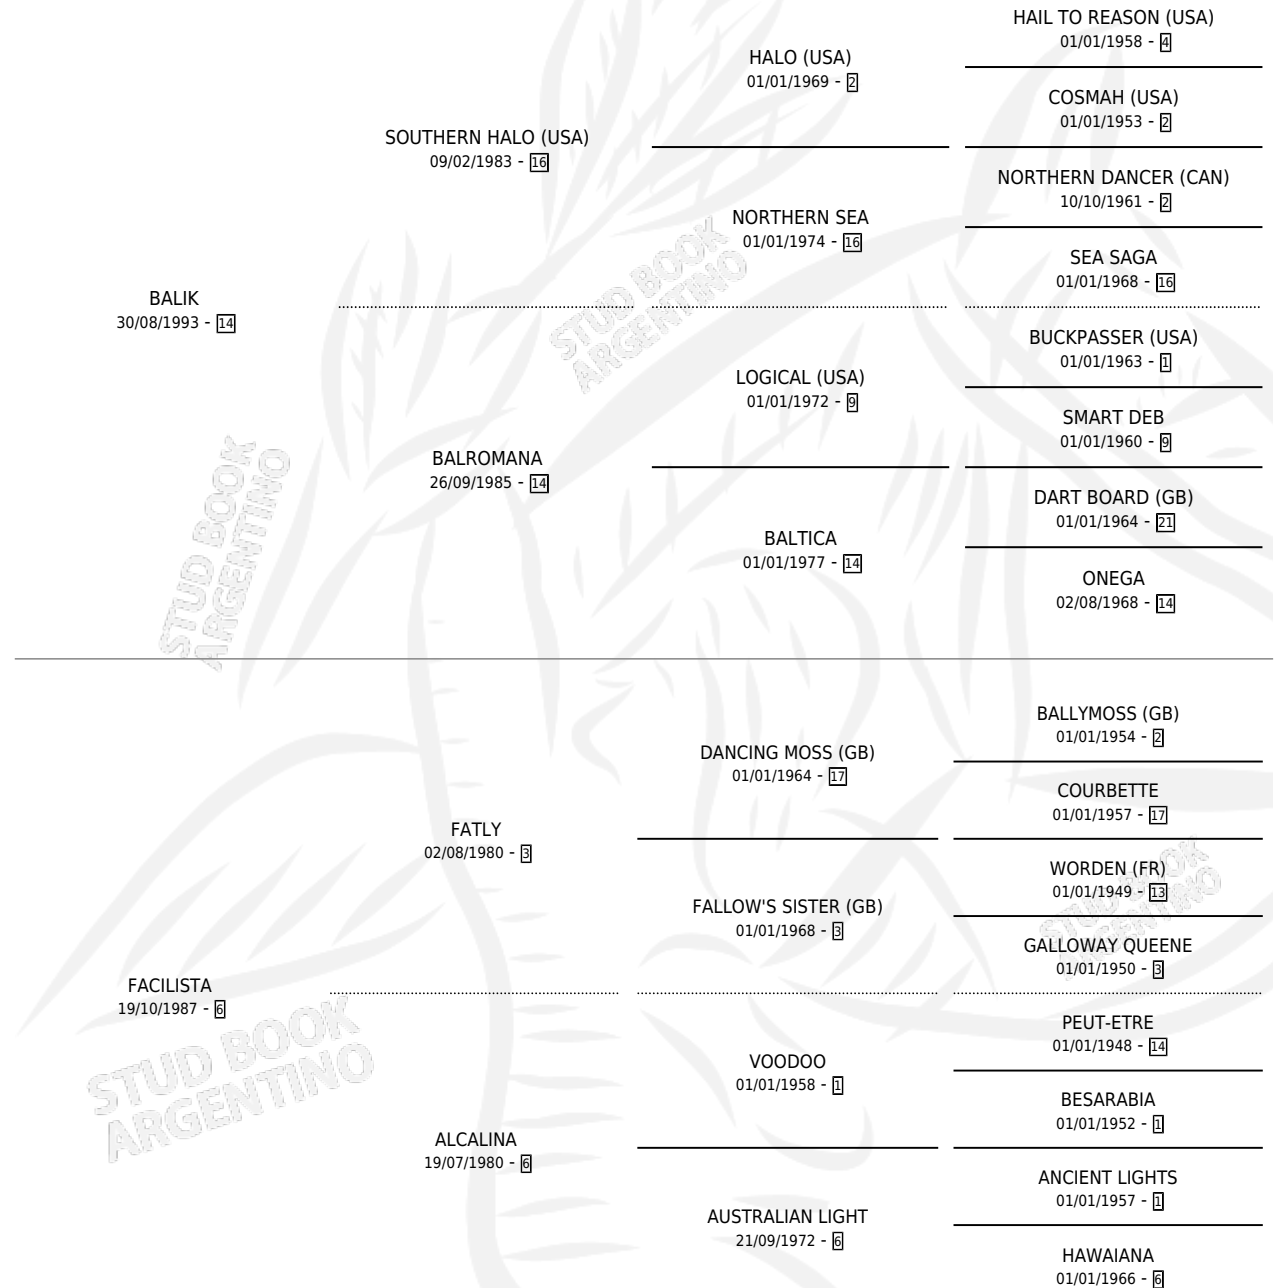 HAIL TO REASON (USA)
01/01/1958 - 4
HALO (USA)
01/01/1969 - 2
COSMAH (USA)
01/01/1953 - 2
SOUTHERN HALO (USA)
09/02/1983 - 16
NORTHERN DANCER (CAN)
10/10/1961 - 2
NORTHERN SEA
01/01/1974 - 16
SEA SAGA
01/01/1968 - 16
BALIK
30/08/1993 - 14
STUD BOOK
ARGENTINO
BUCKPASSER (USA)
01/01/1963 - 1
LOGICAL (USA)
01/01/1972 - 9
SMART DEB
01/01/1960 - 9
BALROMANA
26/09/1985 - 14
DART BOARD (GB)
01/01/1964 - 21
BALTICA
01/01/1977 - 14
ONEGA
02/08/1968 - 14
STUD BOOK
ARGENTINO
BALLYMOSS (GB)
01/01/1954 - 2
DANCING MOSS (GB)
01/01/1964 - 17
COURBETTE
01/01/1957 - 17
FATLY
02/08/1980 - 3
WORDEN (FR)
01/01/1949 - 13
FALLOW'S SISTER (GB)
01/01/1968 - 3
GALLOWAY QUEENE
01/01/1950 - 3
STUD BOOK
ARGENTINO
FACILISTA
19/10/1987 - 6
PEUT-ETRE
01/01/1948 - 14
VOODOO
01/01/1958 - 1
BESARABIA
01/01/1952 - 1
STUD BOOK
ARGENTINO
ALCALINA
19/07/1980 - 6
ANCIENT LIGHTS
01/01/1957 - 1
AUSTRALIAN LIGHT
21/09/1972 - 6
HAWAIANA
01/01/1966 - 6